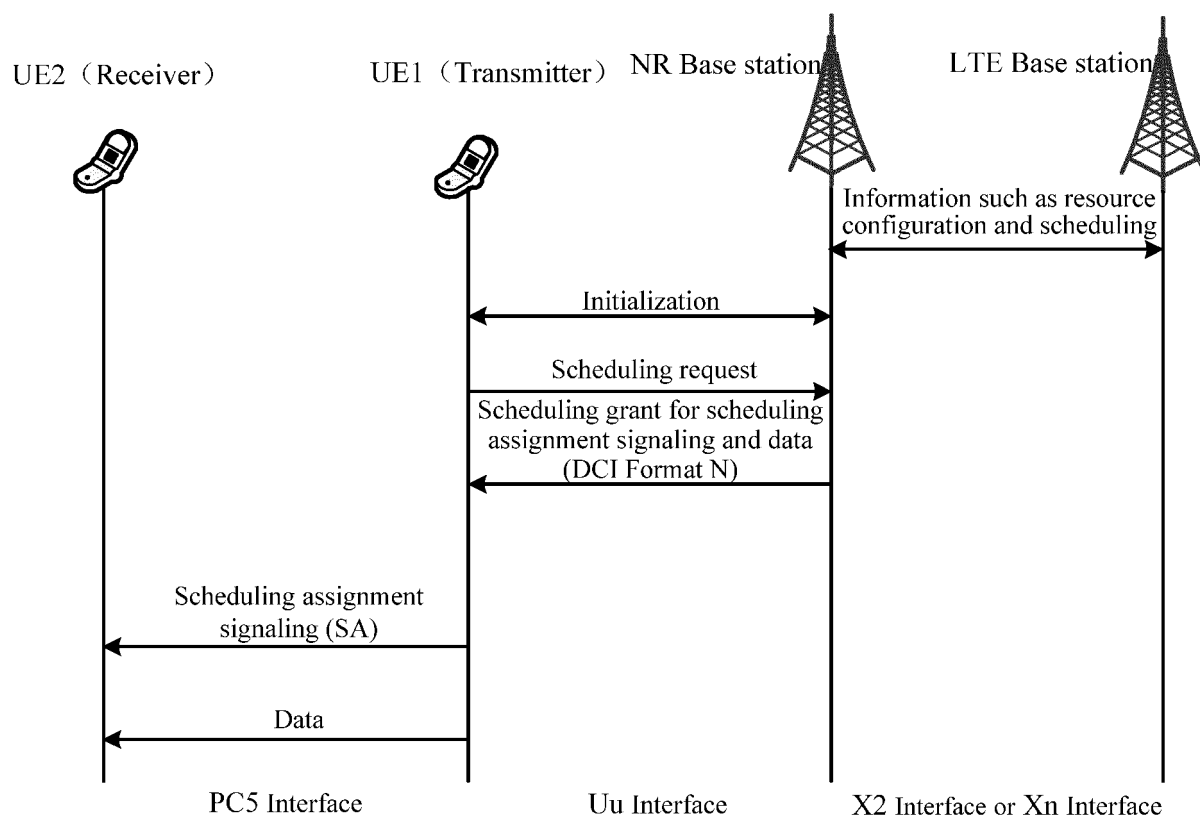 UE2（Receiver）
UE1（Transmitter）
NR Base station
LTE Base station
Information such as resource
configuration and scheduling
Initialization
Scheduling request
Scheduling grant for scheduling
assignment signaling and data
(DCI Format N)
Scheduling assignment
signaling (SA)
Data
PC5 Interface
Uu Interface
X2 Interface or Xn Interface